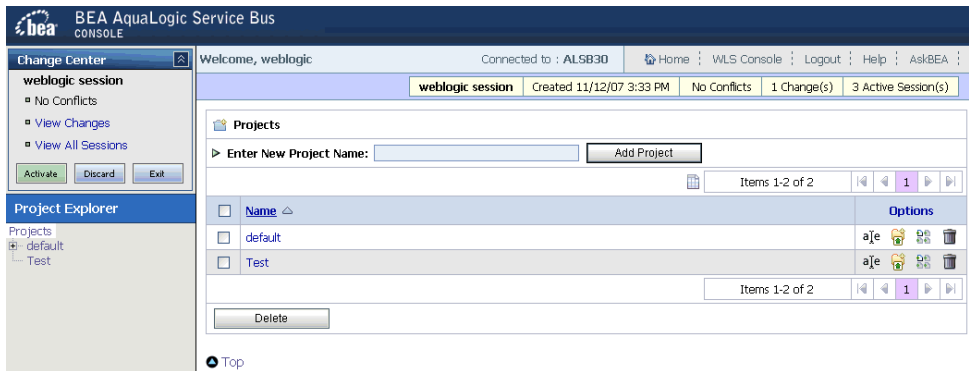 bea
BEA AquaLogic Service Bus
CONSOLE
Change Center
weblogic session
No Conflicts
View Changes
View All Sessions
Activate Discard Exit
Project Explorer
Projects
default
Test
Welcome, weblogic Connected to : ALSB30 Home WLS Console Logout Help AskBEA
weblogic session Created 11/12/07 3:33 PM No Conflicts 1 Change(s) 3 Active Session(s)
Projects
Enter New Project Name: Add Project
Items 1-2 of 2 1
Name Options
default
Test
Items 1-2 of 2 1
Delete
Top